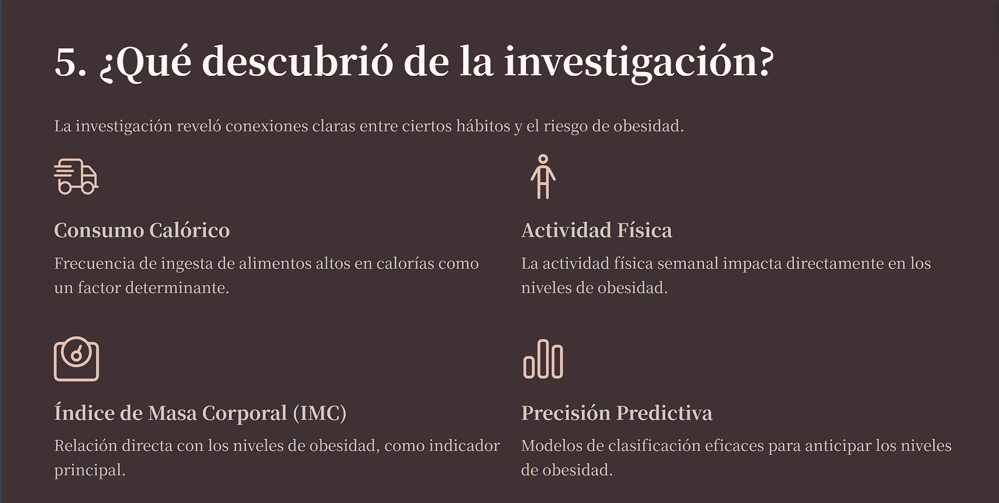 5. ¿Qué descubrió de la investigación?
La investigación reveló conexiones claras entre ciertos hábitos y el riesgo de obesidad.
Consumo Calórico
Frecuencia de ingesta de alimentos altos en calorías como
un factor determinante.
Actividad Física
La actividad física semanal impacta directamente en los
niveles de obesidad.
Índice de Masa Corporal (IMC)
Relación directa con los niveles de obesidad, como indicador
principal.
Precisión Predictiva
Modelos de clasificación eficaces para anticipar los niveles
de obesidad.